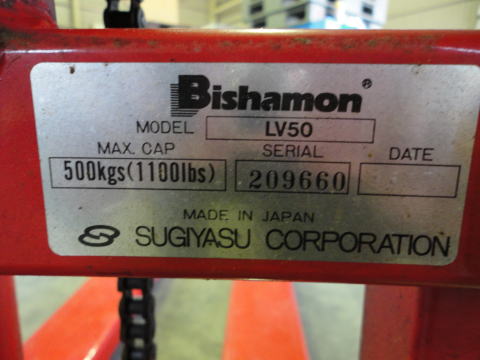 Bishamon®
MODEL LV50
MAX. CAP SERIAL DATE
500kgs(1100lbs) 209660
MADE IN JAPAN
SUGIYASU CORPORATION